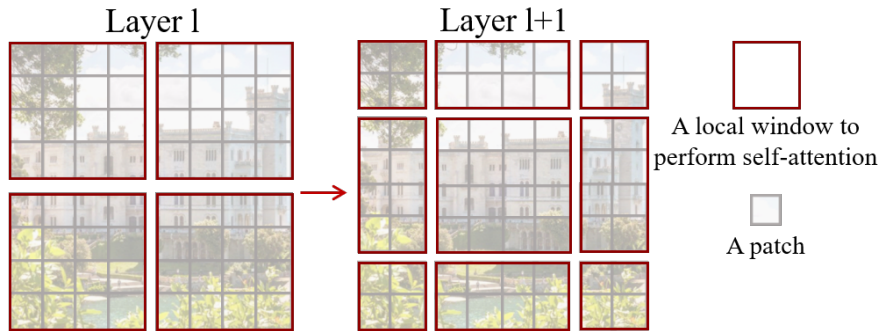 Layer l
Layer l+1
A local window to
perform self-attention
A patch